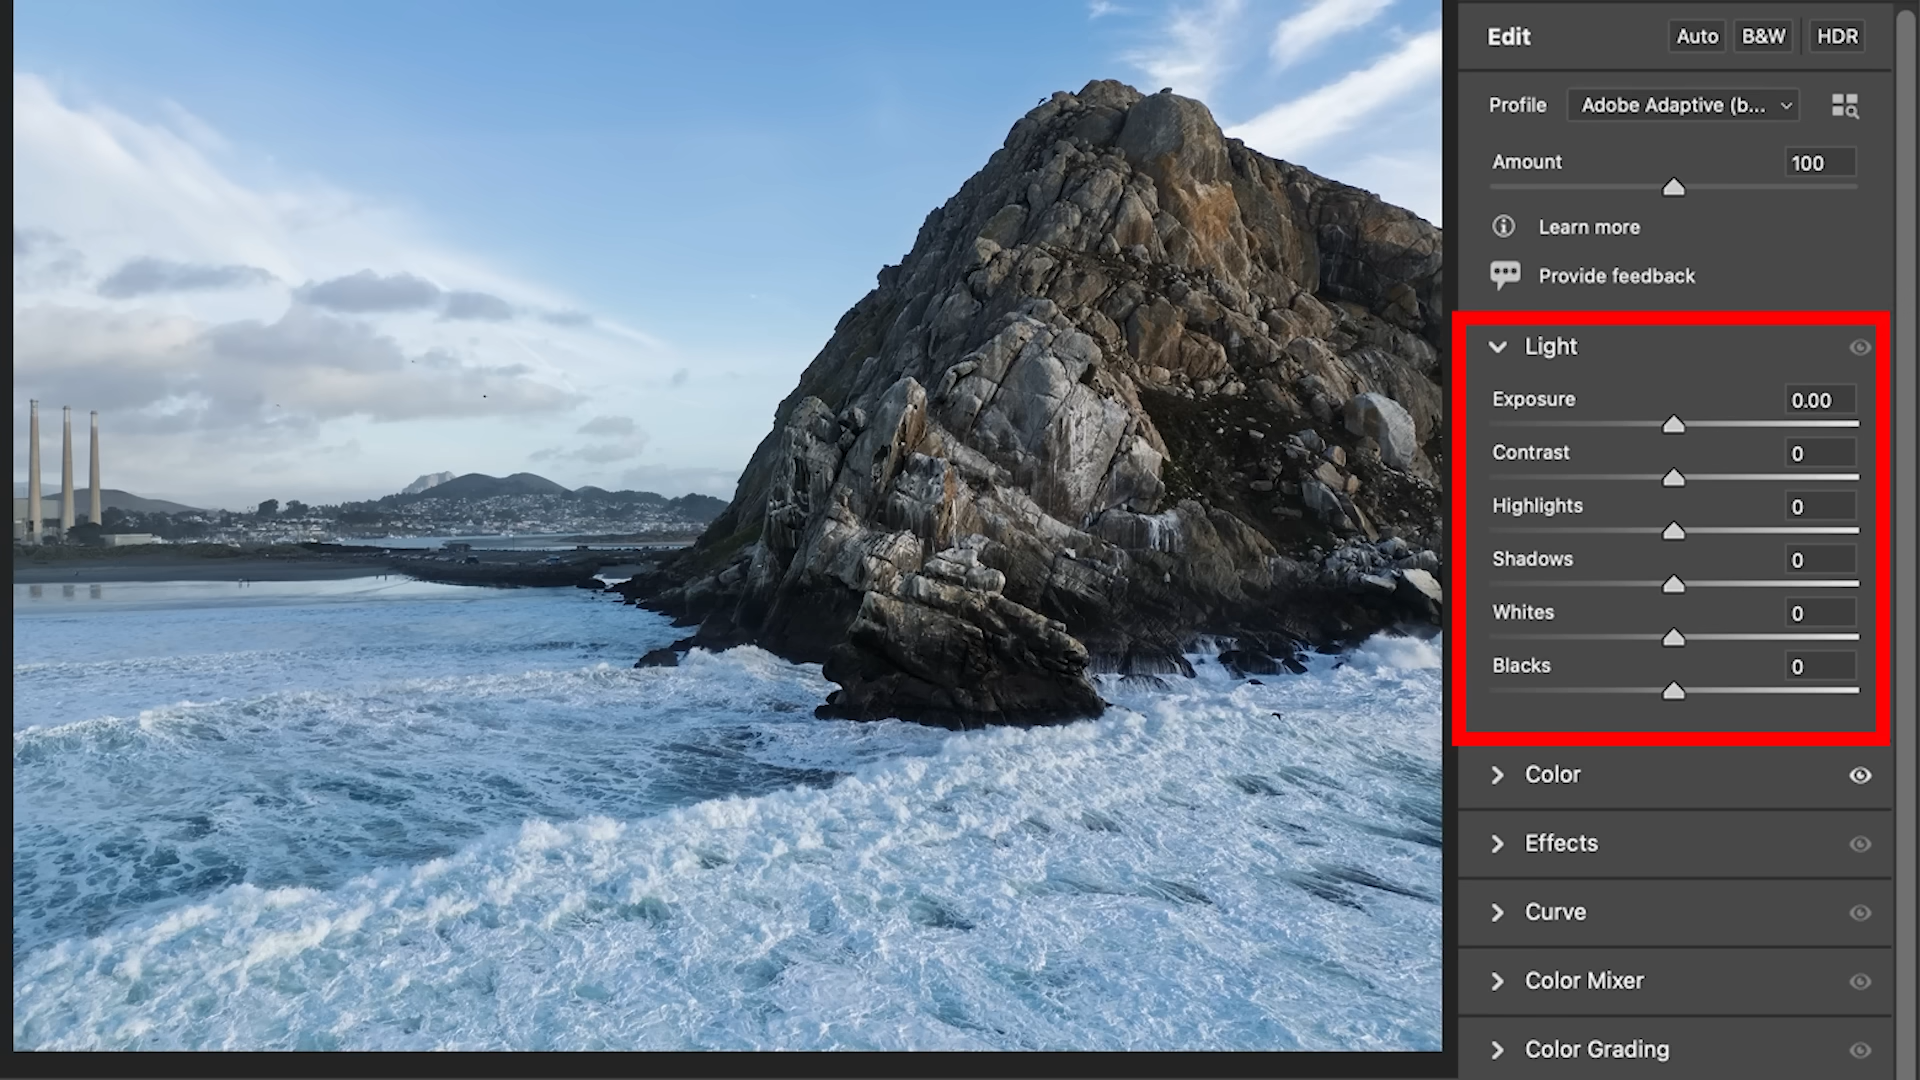 Edit Auto B&W HDR
Profile Adobe Adaptive (b...
Amount 100
Learn more
Provide feedback
Light
Exposure 0.00
Contrast 0
Highlights 0
Shadows 0
Whites 0
Blacks 0
Color
Effects
Curve
Color Mixer
Color Grading